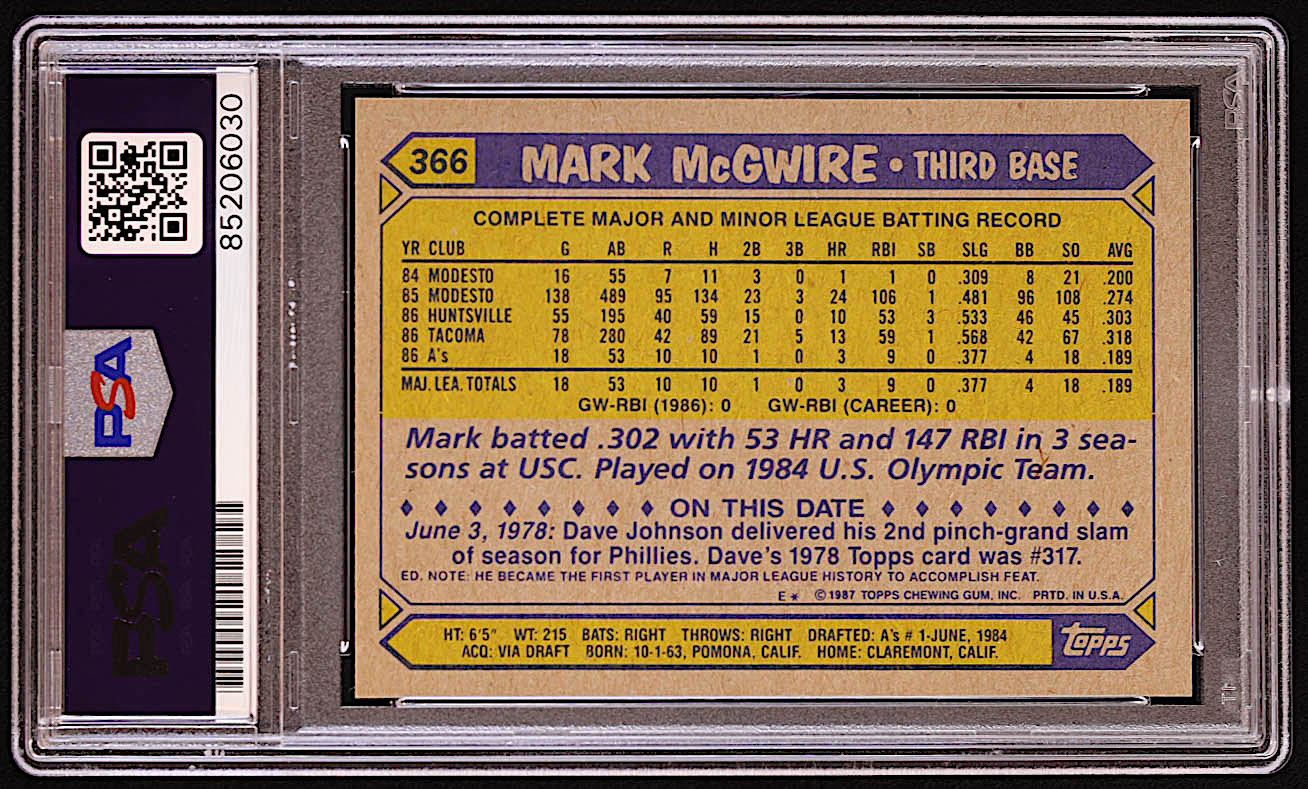 85206030
PSA
PSA
366 MARK McGWIRE • THIRD BASE
COMPLETE MAJOR AND MINOR LEAGUE BATTING RECORD
YR CLUB G AB R H 2B 3B HR RBI SB SLG BB SO AVG
84 MODESTO 16 55 7 11 3 0 1 1 0 .309 8 21 .200
85 MODESTO 138 489 95 134 23 3 24 106 1 .481 96 108 .274
86 HUNTSVILLE 55 195 40 59 15 0 10 53 3 .533 46 45 .303
86 TACOMA 78 280 42 89 21 5 13 59 1 .568 42 67 .318
86 A's 18 53 10 10 1 0 3 9 0 .377 4 18 .189
MAJ. LEA. TOTALS 18 53 10 10 1 0 3 9 0 .377 4 18 .189
GW-RBI (1986): 0 GW-RBI (CAREER): 0
Mark batted .302 with 53 HR and 147 RBI in 3 sea-
sons at USC. Played on 1984 U.S. Olympic Team.
ON THIS DATE
June 3, 1978: Dave Johnson delivered his 2nd pinch-grand slam
of season for Phillies. Dave's 1978 Topps card was #317.
ED. NOTE: HE BECAME THE FIRST PLAYER IN MAJOR LEAGUE HISTORY TO ACCOMPLISH FEAT.
E * © 1987 TOPPS CHEWING GUM, INC. PRTD. IN U.S.A.
HT: 6'5" WT: 215 BATS: RIGHT THROWS: RIGHT DRAFTED: A's # 1-JUNE, 1984
ACQ: VIA DRAFT BORN: 10-1-63, POMONA, CALIF. HOME: CLAREMONT, CALIF.
topps